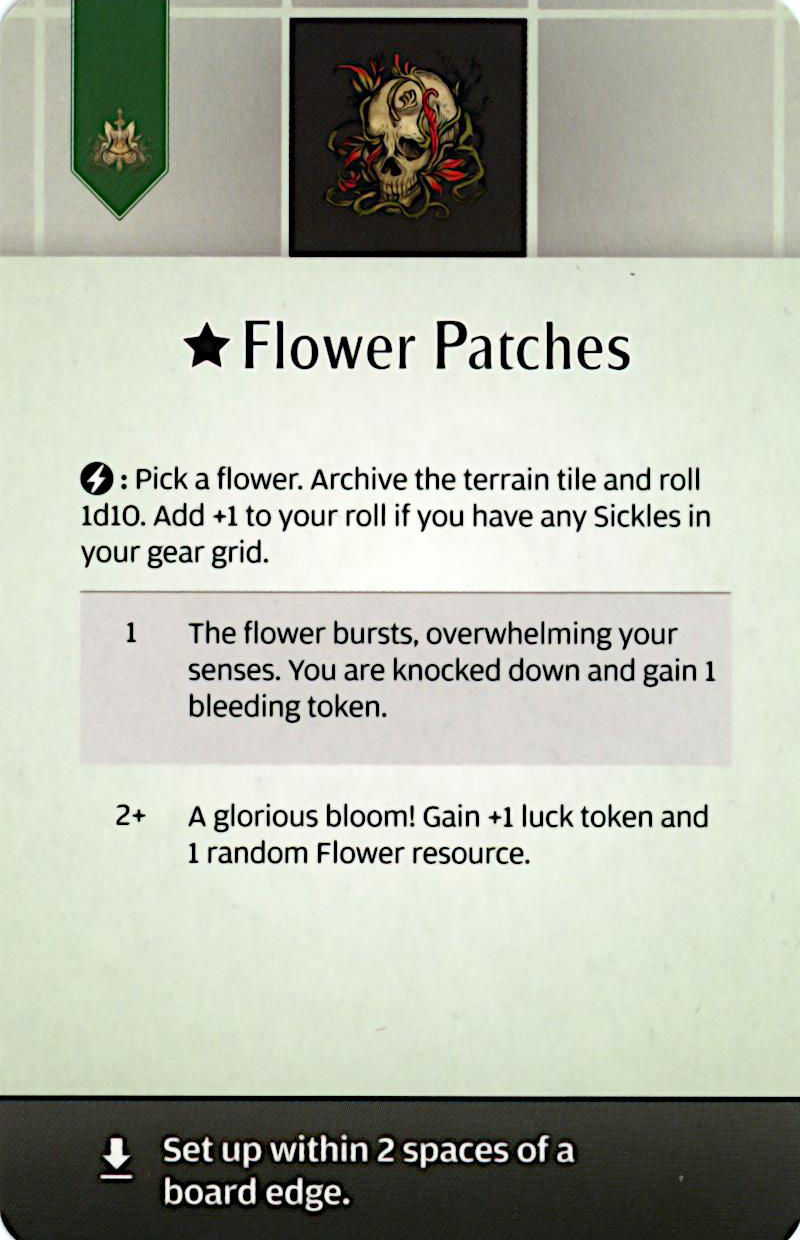 ★Flower Patches
: Pick a flower. Archive the terrain tile and roll
1d10. Add +1 to your roll if you have any Sickles in
your gear grid.
1 The flower bursts, overwhelming your
senses. You are knocked down and gain 1
bleeding token.
2+ A glorious bloom! Gain +1 luck token and
1 random Flower resource.
Set up within 2 spaces of a
board edge.